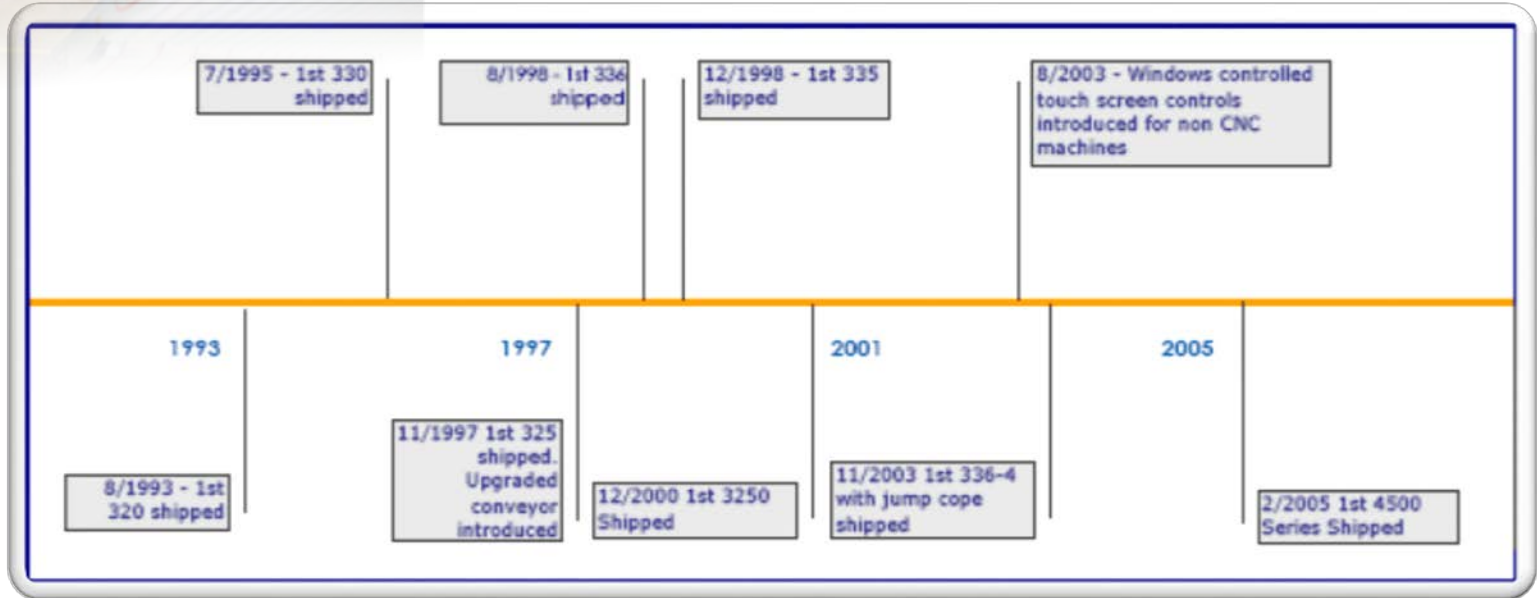 7/1995 - 1st 330
shipped
8/1998 - 1st 336
shipped
12/1998 - 1st 335
shipped
8/2003 - Windows controlled
touch screen controls
introduced for non CNC
machines
1993
1997
2001
2005
8/1993 - 1st
320 shipped
11/1997 1st 325
shipped.
Upgraded
conveyor
introduced
12/2000 1st 3250
Shipped
11/2003 1st 336-4
with jump cope
shipped
2/2005 1st 4500
Series Shipped